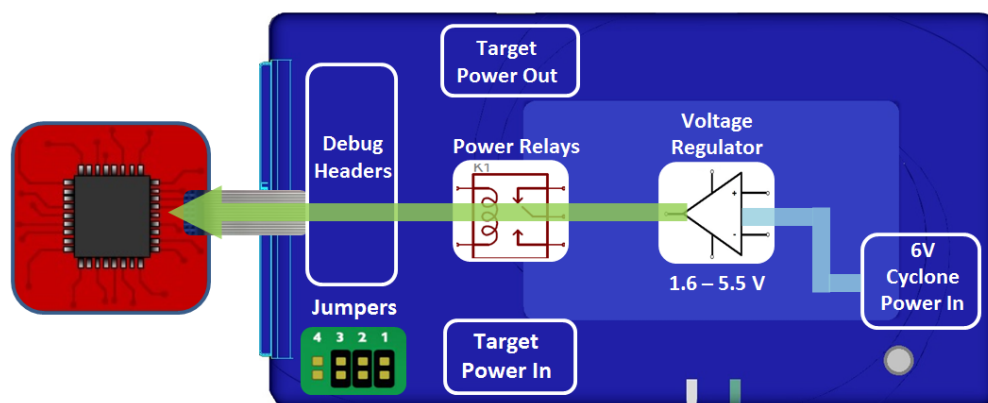 Target
Power Out
Debug
Headers
Power Relays
K1
Voltage
Regulator
+
-
1.6 – 5.5 V
6V
Cyclone
Power In
Jumpers
4 3 2 1
Target
Power In